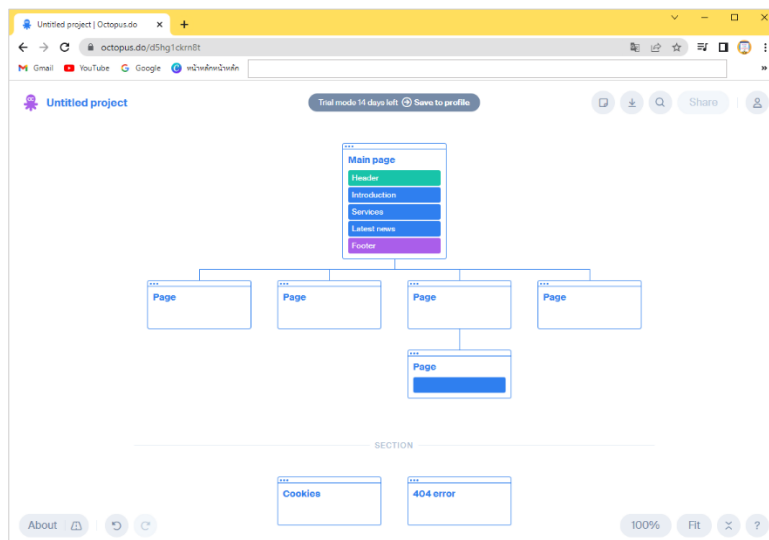 Untitled project | Octopus.do
octopus.do/d5hg1ckrn8t
Gmail YouTube Google หน้าหลักหน้าหลัก
Untitled project
Trial mode 14 days left Save to profile
Share
Main page
Header
Introduction
Services
Latest news
Footer
Page Page Page Page
Page
SECTION
Cookies 404 error
About 100% Fit ?